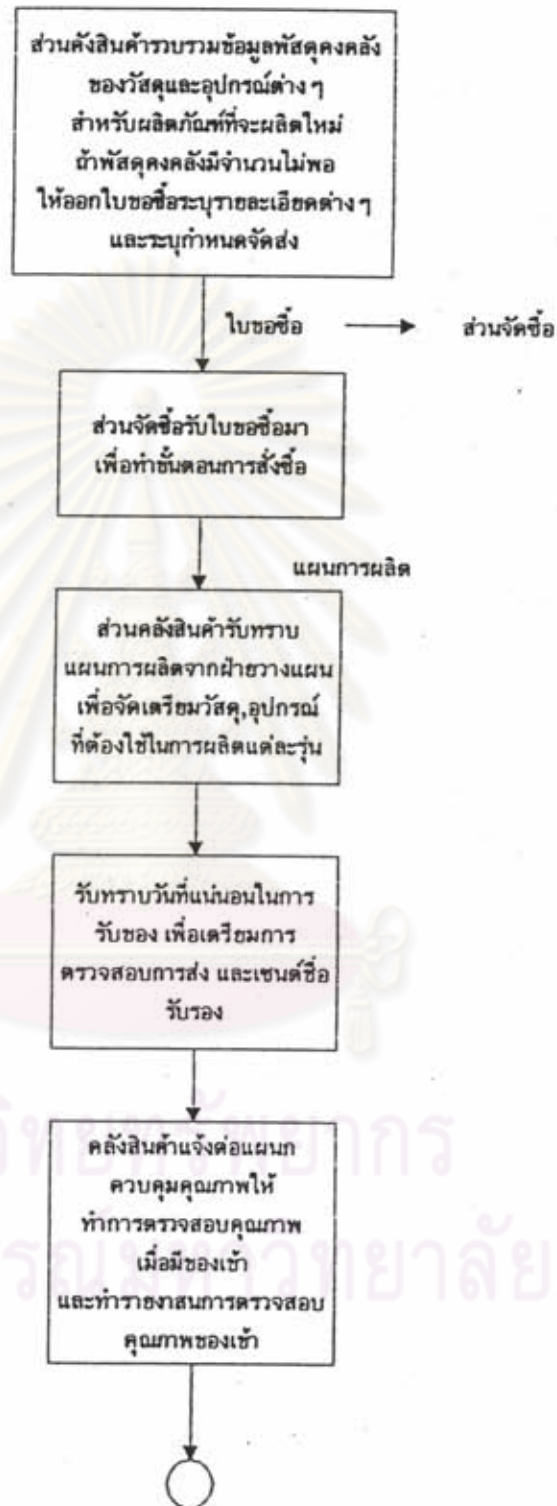 ส่วนคังสินค้ารวบรวมข้อมูลพัสดุคงคลัง
ของวัสดุและอุปกรณ์ต่าง ๆ
สำหรับผลิตภัณฑ์ที่จะผลิตใหม่
ถ้าพัสดุคงคลังมีจำนวนไม่พอ
ให้ออกใบขอซื้อระบุรายละเอียดต่าง ๆ
และระบุกำหนดจัดส่ง
ใบขอซื้อ
ส่วนจัดซื้อ
ส่วนจัดซื้อรับใบขอซื้อมา
เพื่อทำขั้นตอนการสั่งซื้อ
แผนการผลิต
ส่วนคลังสินค้ารับทราบ
แผนการผลิตจากฝ่ายวางแผน
เพื่อจัดเตรียมวัสดุ,อุปกรณ์
ที่ต้องใช้ในการผลิตแต่ละรุ่น
รับทราบวันที่แน่นอนในการ
รับของ เพื่อเตรียมการ
ตรวจสอบการส่ง และเซนต์ชื่อ
รับรอง
คลังสินค้าแจ้งต่อแผนก
ควบคุมคุณภาพให้
ทำการตรวจสอบคุณภาพ
เมื่อมีของเข้า
และทำรายงาสนการตรวจสอบ
คุณภาพของเข้า
วิทยทรัพยากร
รณ์มหาวิทยาลัย